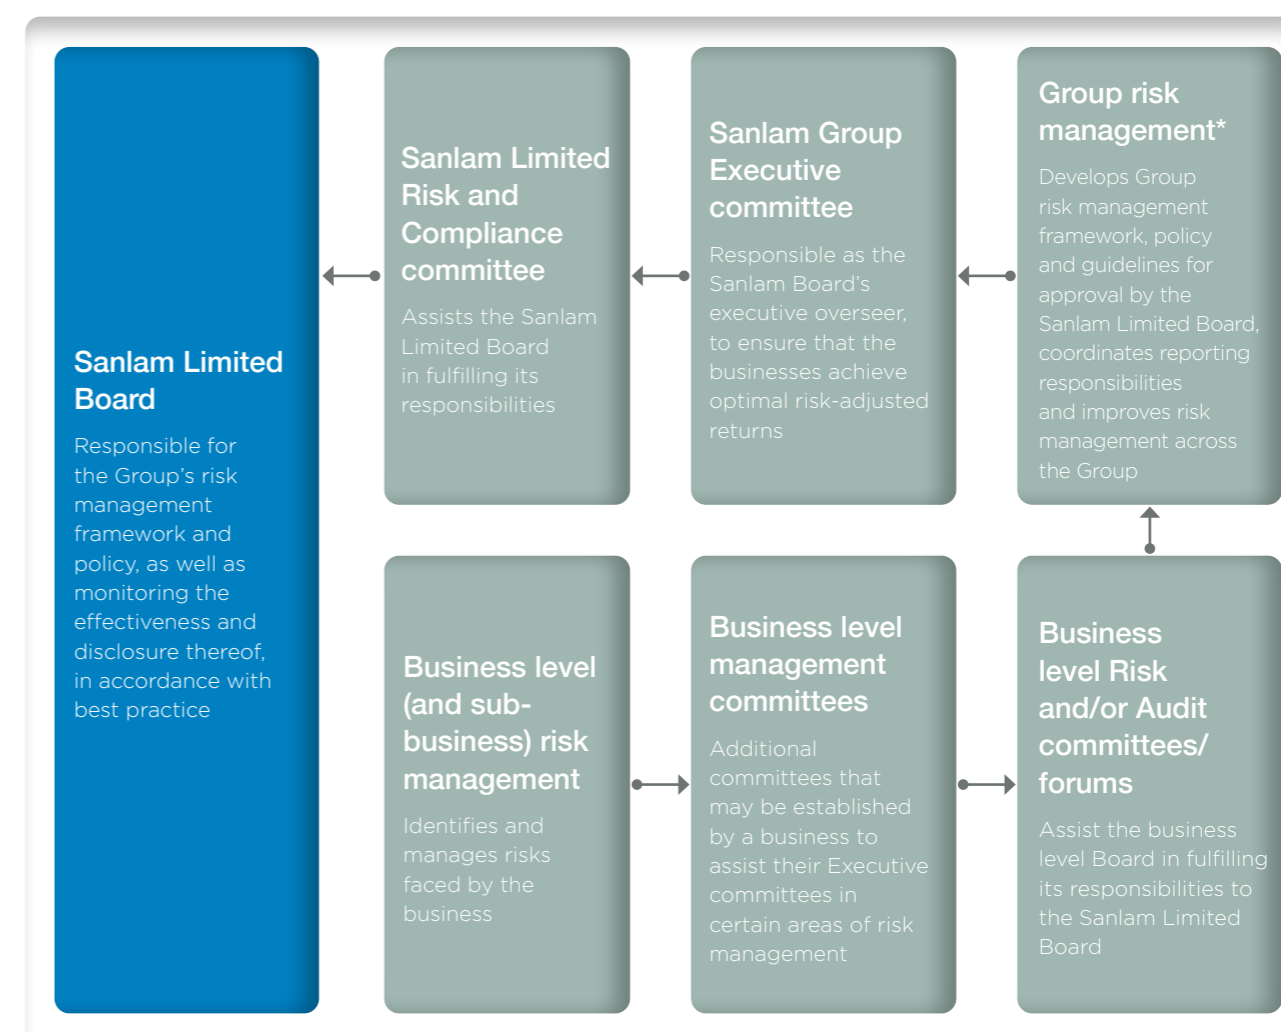 Sanlam Limited
Board
Responsible for
the Group’s risk
management
framework and
policy, as well as
monitoring the
effectiveness and
disclosure thereof,
in accordance with
best practice
Sanlam Limited
Risk and
Compliance
committee
Assists the Sanlam
Limited Board
in fulfilling its
responsibilities
Sanlam Group
Executive
committee
Responsible as the
Sanlam Board’s
executive overseer,
to ensure that the
businesses achieve
optimal risk-adjusted
returns
Group risk
management*
Develops Group
risk management
framework, policy
and guidelines for
approval by the
Sanlam Limited Board,
coordinates reporting
responsibilities
and improves risk
management across
the Group
Business level
(and sub-
business) risk
management
Identifies and
manages risks
faced by the
business
Business level
management
committees
Additional
committees that
may be established
by a business to
assist their Executive
committees in
certain areas of risk
management
Business
level Risk
and/or Audit
committees/
forums
Assist the business
level Board in fulfilling
its responsibilities to
the Sanlam Limited
Board